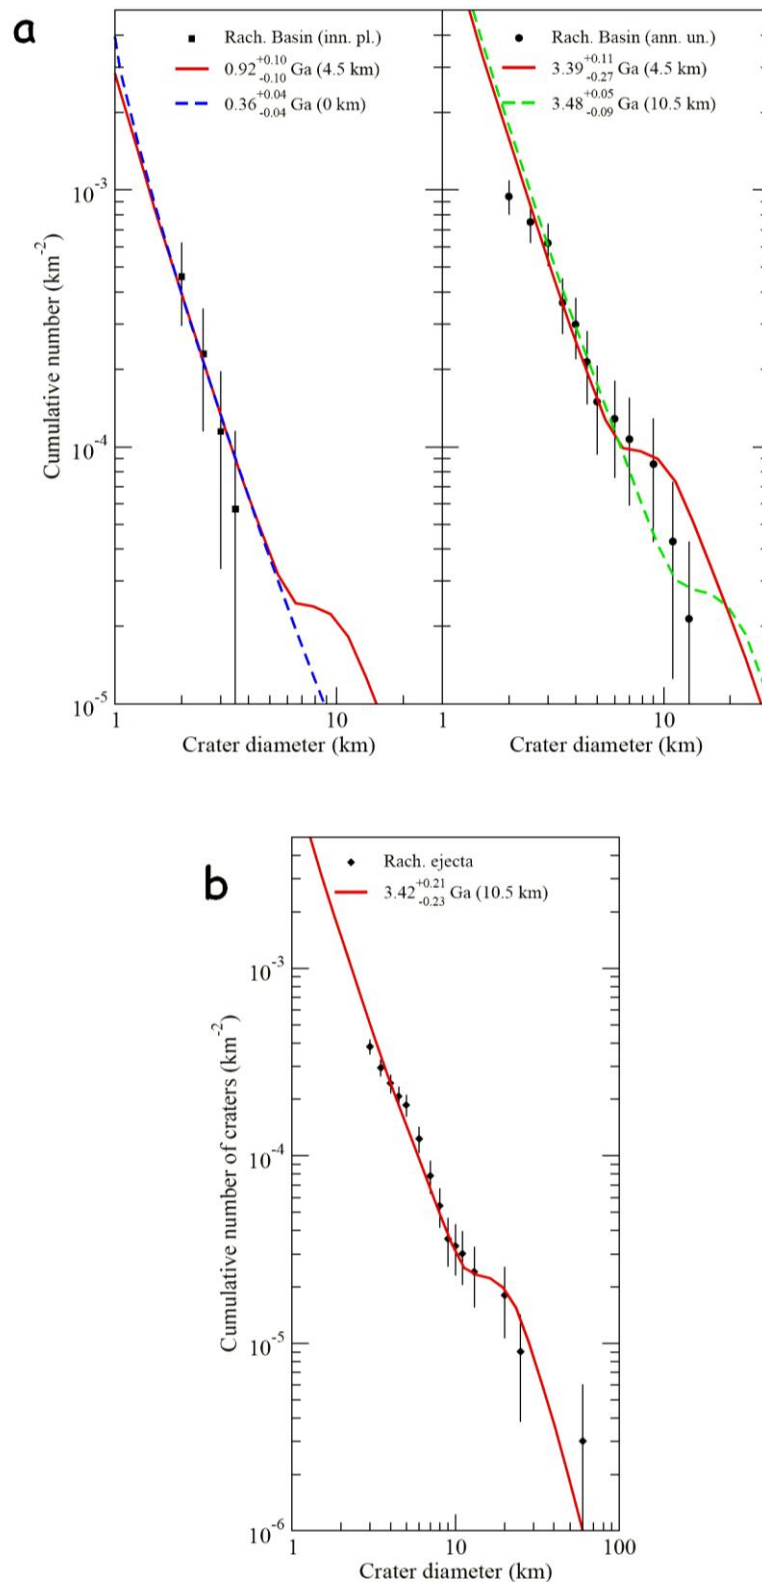 a
Rach. Basin (inn. pl.)
0.92 +0.10 -0.10 Ga (4.5 km)
0.36 +0.04 -0.04 Ga (0 km)
Rach. Basin (ann. un.)
3.39 +0.11 -0.27 Ga (4.5 km)
3.48 +0.05 -0.09 Ga (10.5 km)
Cumulative number (km-2)
10-3
10-4
10-5
1
10
1
10
Crater diameter (km)
Crater diameter (km)
b
Rach. ejecta
3.42 +0.21 -0.23 Ga (10.5 km)
Cumulative number of craters (km-2)
10-3
10-4
10-5
10-6
1
10
100
Crater diameter (km)